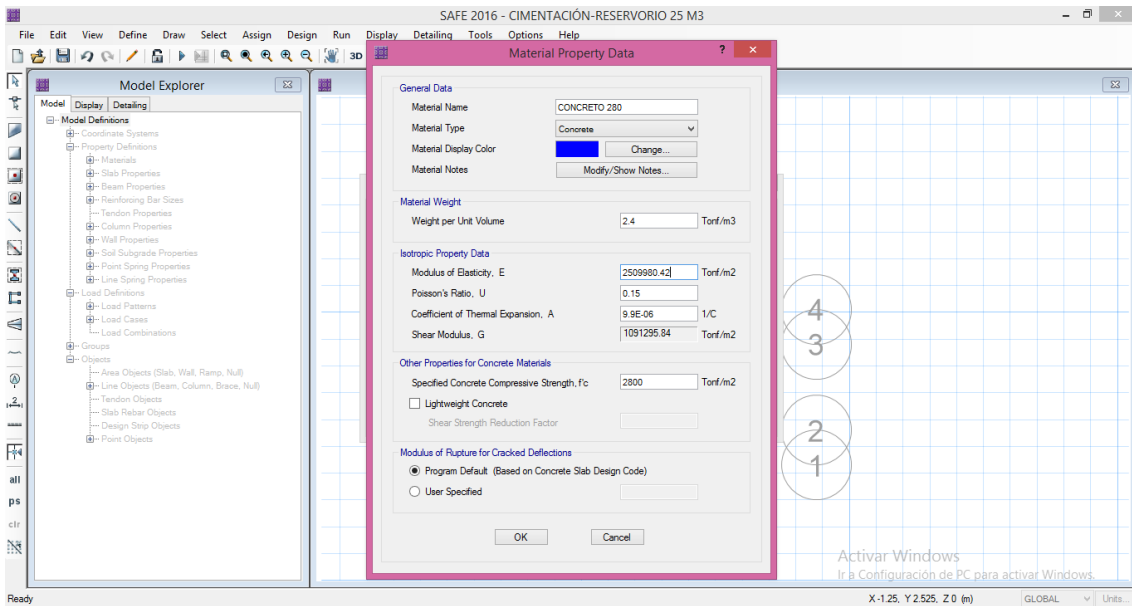 SAFE 2016 - CIMENTACIÓN-RESERVORIO 25 M3
File Edit View Define Draw Select Assign Design Run Display Detailing Tools Options Help
3D
Model Explorer
Model Display Detailing
Model Definitions
Coordinate Systems
Property Definitions
Materials
Slab Properties
Beam Properties
Reinforcing Bar Sizes
Tendon Properties
Column Properties
Wall Properties
Soil Subgrade Properties
Point Spring Properties
Line Spring Properties
Load Definitions
Load Patterns
Load Cases
Load Combinations
Groups
Objects
Area Objects (Slab, Wall, Ramp, Null)
Line Objects (Beam, Column, Brace, Null)
Tendon Objects
Slab Rebar Objects
Design Strip Objects
Point Objects
all
ps
clr
Material Property Data
?
General Data
Material Name CONCRETO 280
Material Type Concrete
Material Display Color Change...
Material Notes Modify/Show Notes...
Material Weight
Weight per Unit Volume 2.4 Tonf/m3
Isotropic Property Data
Modulus of Elasticity, E 2509980.42 Tonf/m2
Poisson's Ratio, U 0.15
Coefficient of Thermal Expansion, A 9.9E-06 1/C
Shear Modulus, G 1091295.84 Tonf/m2
Other Properties for Concrete Materials
Specified Concrete Compressive Strength, f'c 2800 Tonf/m2
Lightweight Concrete
Shear Strength Reduction Factor
Modulus of Rupture for Cracked Deflections
Program Default (Based on Concrete Slab Design Code)
User Specified
OK Cancel
4
3
2
1
Activar Windows
Ir a Configuración de PC para activar Windows.
Ready X -1.25, Y 2.525, Z 0 (m) GLOBAL Units...